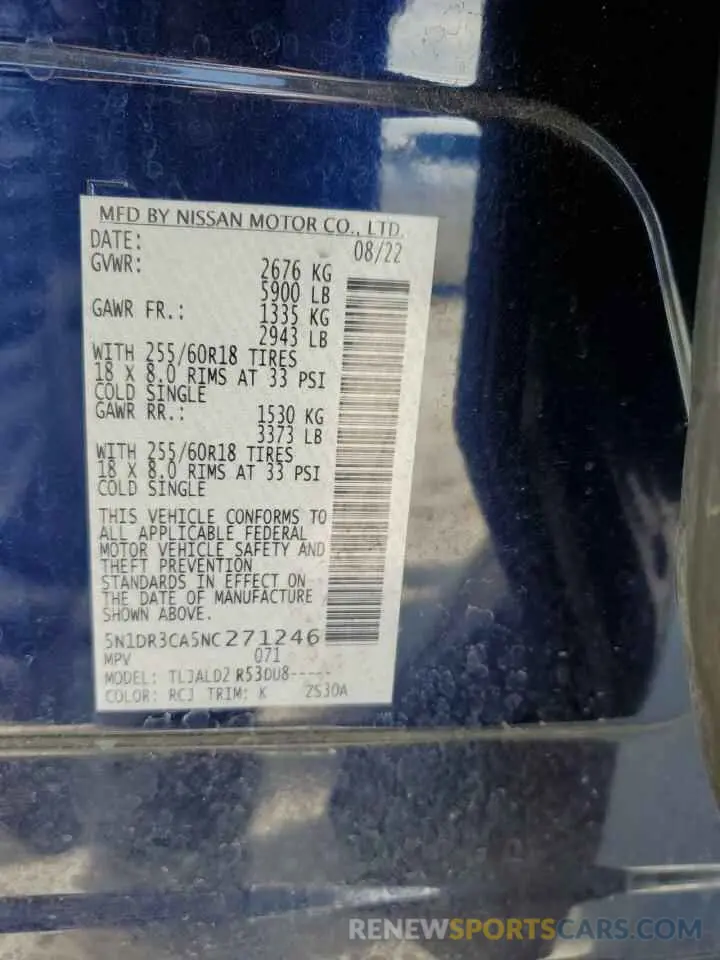 MFD BY NISSAN MOTOR CO., LTD.
DATE: 08/22
GVWR: 2676 KG
5900 LB
GAWR FR.: 1335 KG
2943 LB
WITH 255/60R18 TIRES
18 X 8.0 RIMS AT 33 PSI
COLD SINGLE
GAWR RR.: 1530 KG
3373 LB
WITH 255/60R18 TIRES
18 X 8.0 RIMS AT 33 PSI
COLD SINGLE
THIS VEHICLE CONFORMS TO
ALL APPLICABLE FEDERAL
MOTOR VEHICLE SAFETY AND
THEFT PREVENTION
STANDARDS IN EFFECT ON
THE DATE OF MANUFACTURE
SHOWN ABOVE.
5N1DR3CA5NC271246
MPV 071
MODEL: TLJALD2 R53DU8-----
COLOR: RCJ TRIM: K 2S30A
RENEWSPORTSCARS.COM